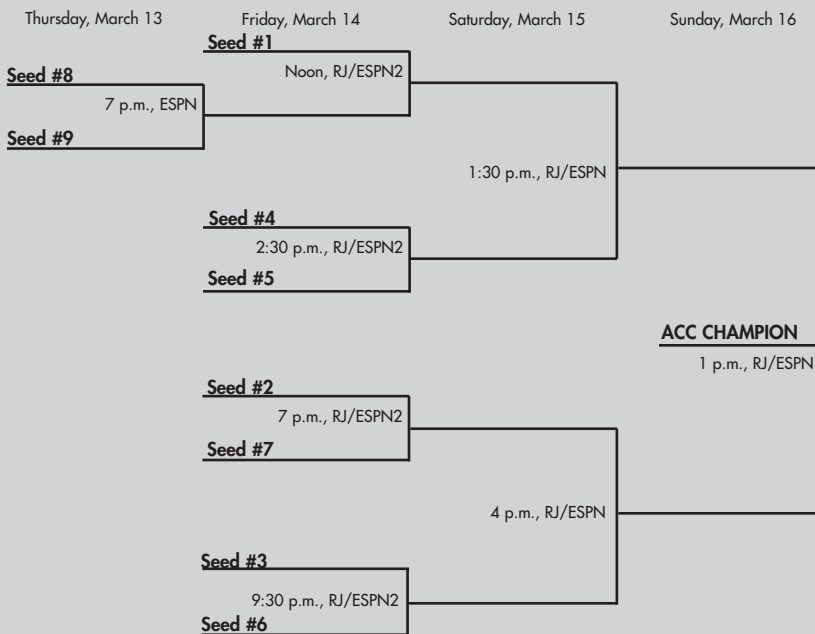 Thursday, March 13
Friday, March 14
Saturday, March 15
Sunday, March 16
Seed #1
Noon, RJ/ESPN2
Seed #8
7 p.m., ESPN
Seed #9
1:30 p.m., RJ/ESPN
Seed #4
2:30 p.m., RJ/ESPN2
Seed #5
ACC CHAMPION
1 p.m., RJ/ESPN
Seed #2
7 p.m., RJ/ESPN2
Seed #7
4 p.m., RJ/ESPN
Seed #3
9:30 p.m., RJ/ESPN2
Seed #6